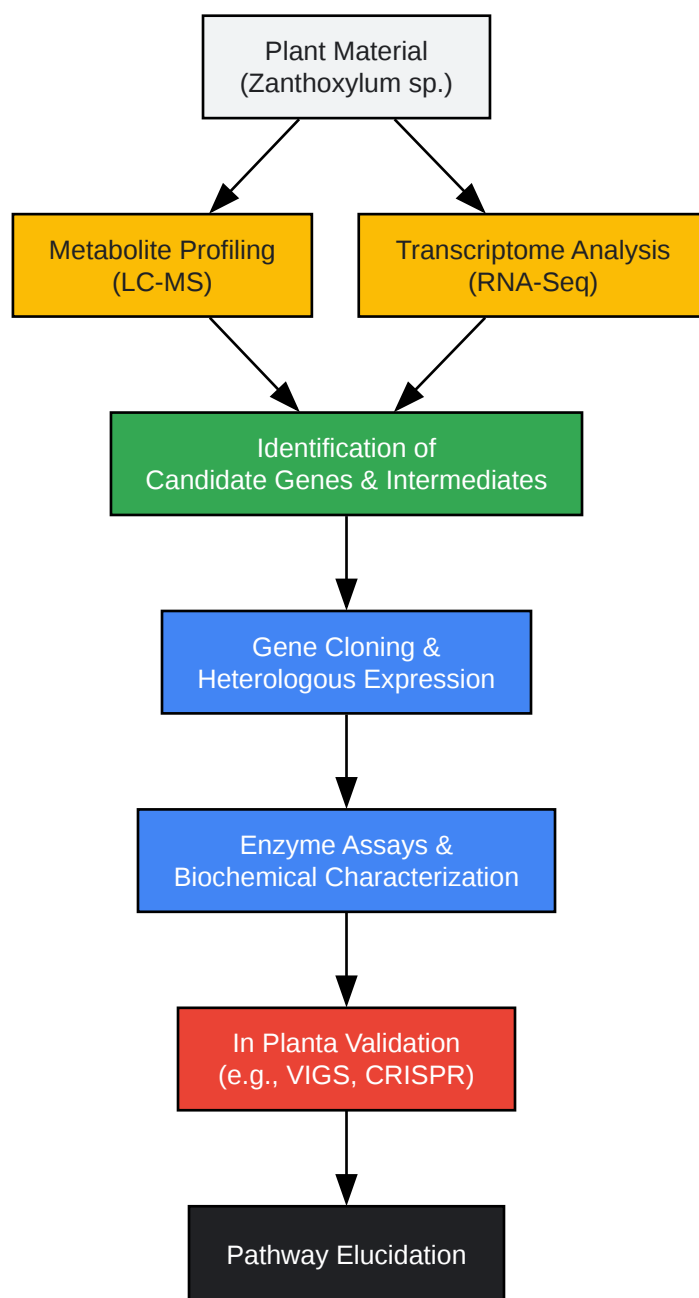 Plant Material
(Zanthoxylum sp.)
Metabolite Profiling
(LC-MS)
Transcriptome Analysis
(RNA-Seq)
Identification of
Candidate Genes & Intermediates
Gene Cloning &
Heterologous Expression
Enzyme Assays &
Biochemical Characterization
In Planta Validation
(e.g., VIGS, CRISPR)
Pathway Elucidation